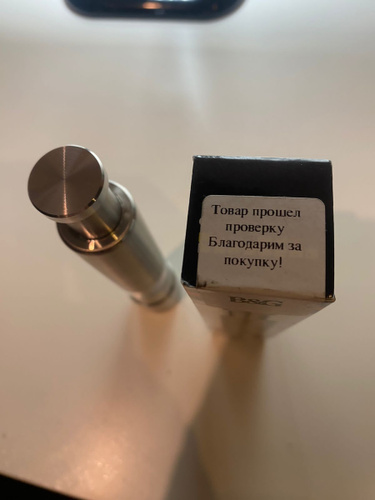 Товар прошел
проверку
Благодарим за
покупку!